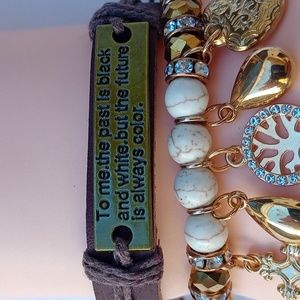 To me.the past is black
and white.but the future
is always color.